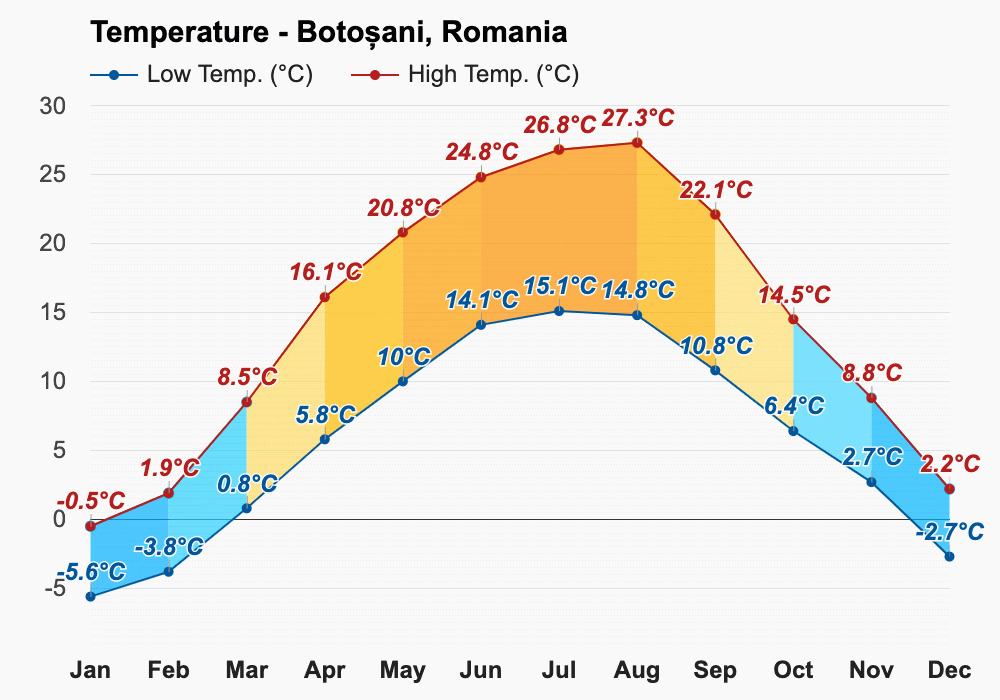 Temperature - Botoșani, Romania
Low Temp. (°C) High Temp. (°C)
30
25
20
15
10
5
0
-5
-0.5°C
1.9°C
8.5°C
16.1°C
20.8°C
24.8°C
26.8°C
27.3°C
22.1°C
14.5°C
8.8°C
2.2°C
-5.6°C
-3.8°C
0.8°C
5.8°C
10°C
14.1°C
15.1°C
14.8°C
10.8°C
6.4°C
2.7°C
-2.7°C
Jan Feb Mar Apr May Jun Jul Aug Sep Oct Nov Dec